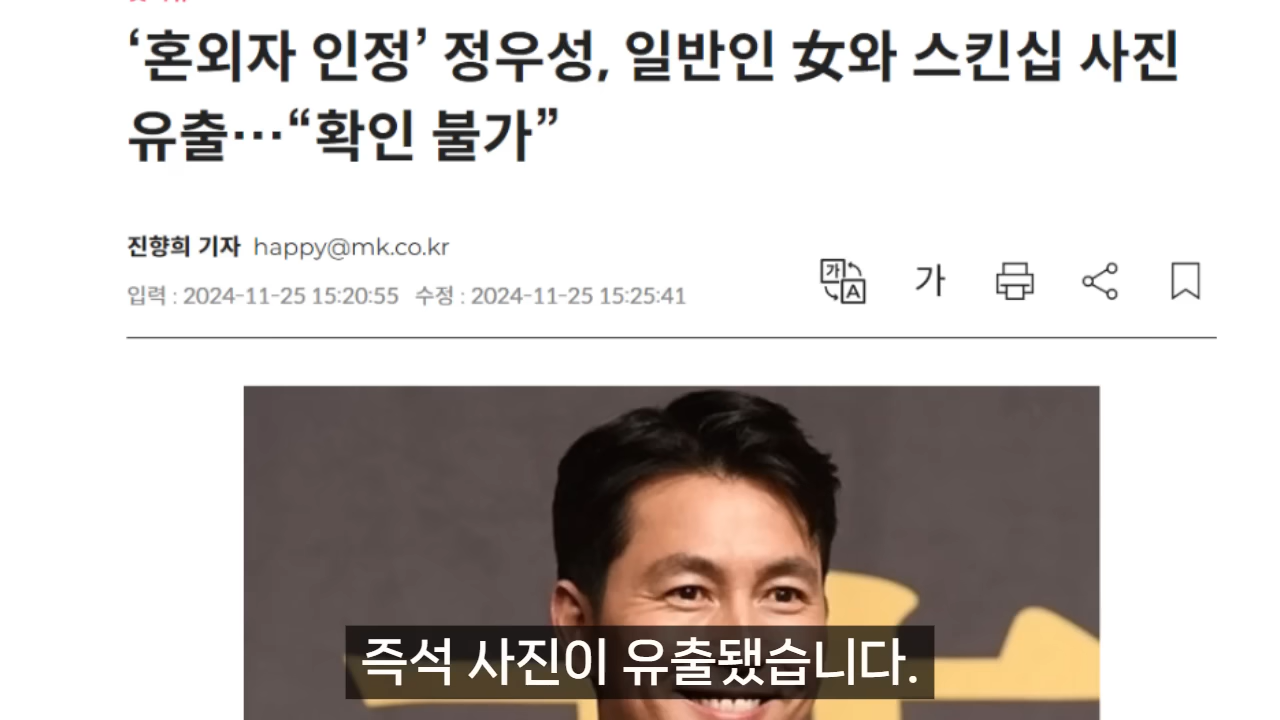 ‘혼외자 인정’ 정우성, 일반인 女와 스킨십 사진
유출…“확인 불가”
진향희 기자 happy@mk.co.kr
입력 : 2024-11-25 15:20:55 수정 : 2024-11-25 15:25:41
가
A
가
즉석 사진이 유출됐습니다.